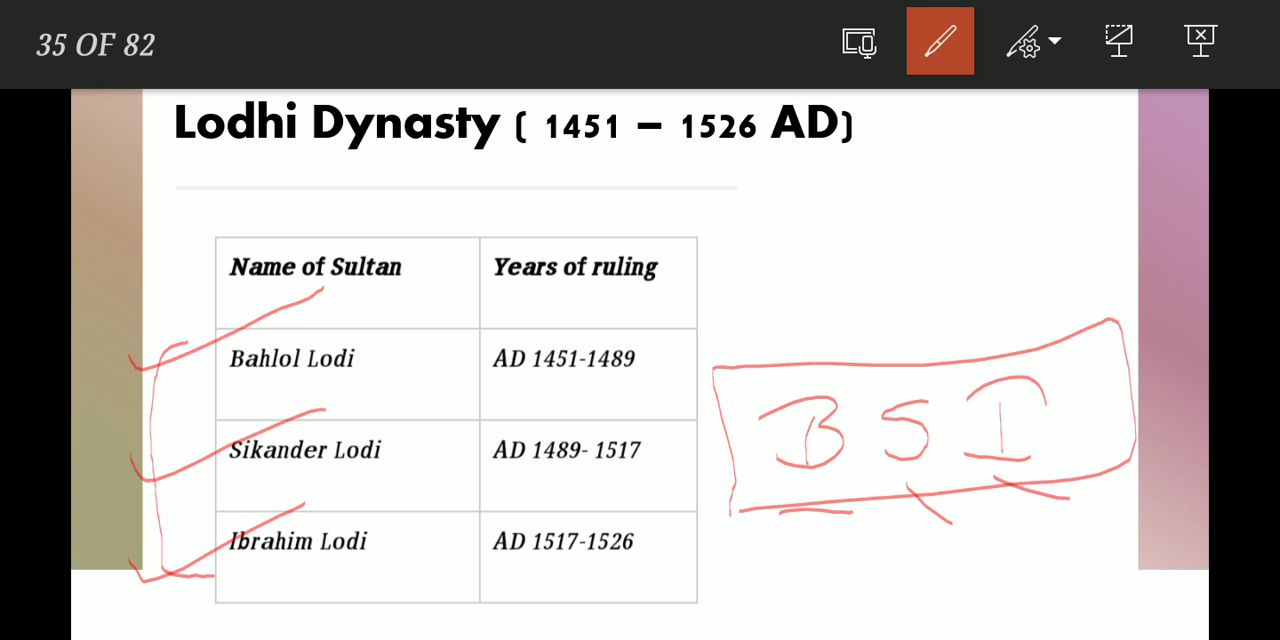 35 OF 82
Lodhi Dynasty ( 1451 – 1526 AD)
Name of Sultan Years of ruling
Bahlol Lodi AD 1451-1489
Sikander Lodi AD 1489- 1517
Ibrahim Lodi AD 1517-1526
B S I